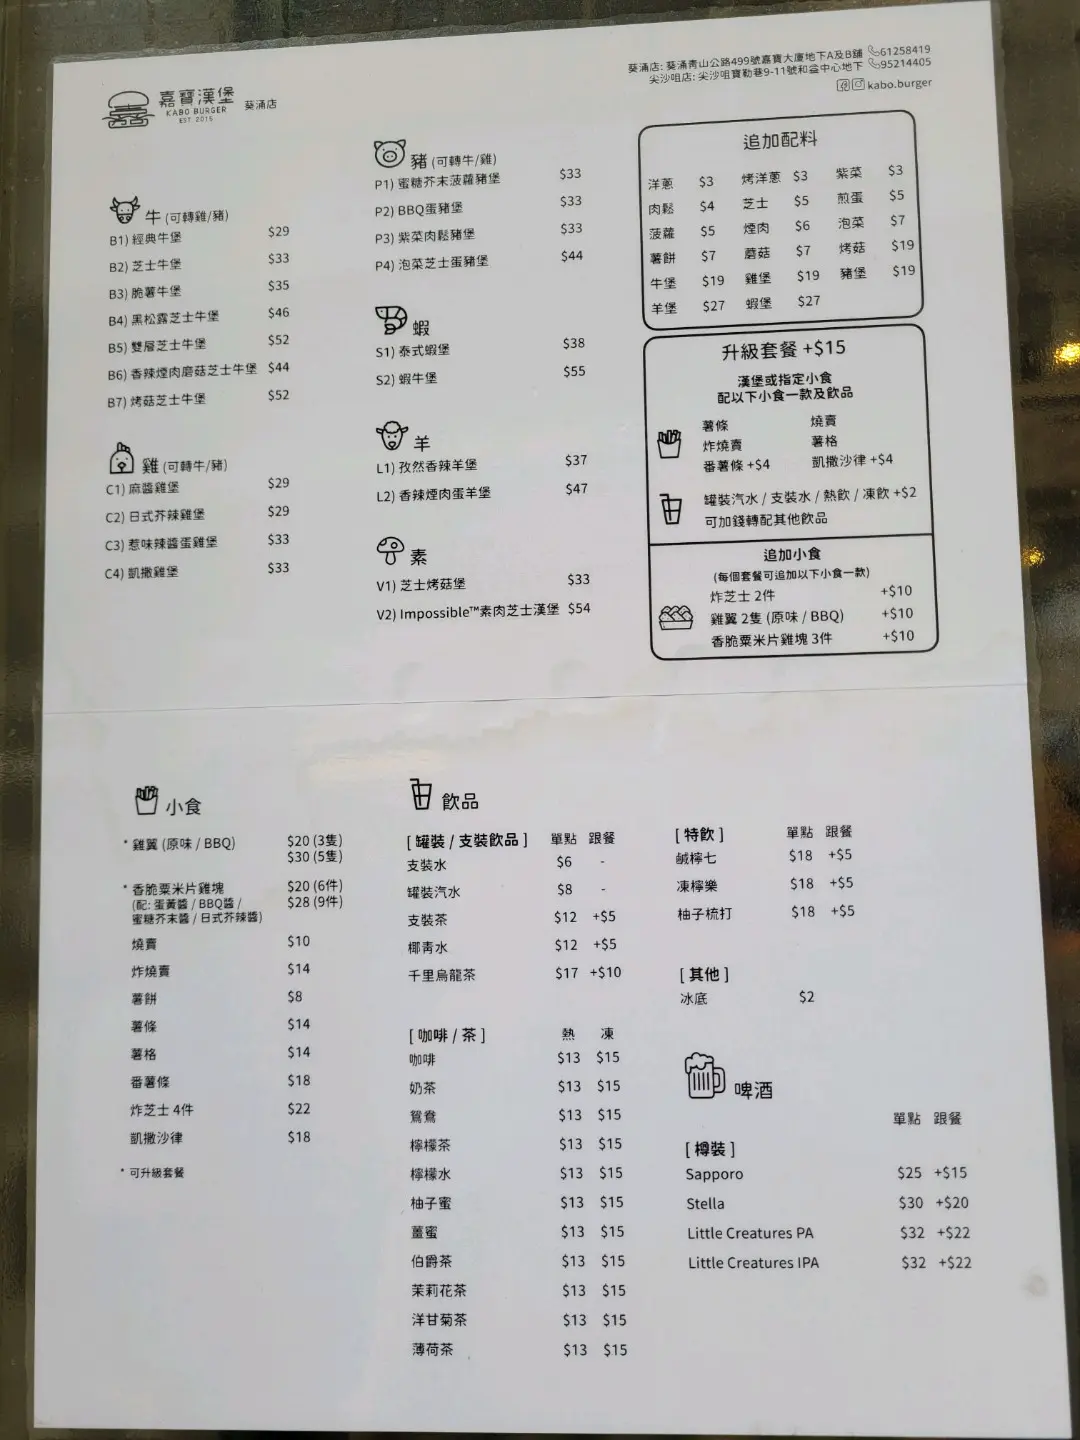 嘉寶漢堡 葵涌店
KABO BURGER
EST. 2015
葵涌店: 葵涌青山公路499號嘉寶大廈地下A及B舖 61258419
尖沙咀店: 尖沙咀寶勒巷9-11號和益中心地下 95214405
kabo.burger
牛 (可轉雞/豬)
B1) 經典牛堡 $29
B2) 芝士牛堡 $33
B3) 脆薯牛堡 $35
B4) 黑松露芝士牛堡 $46
B5) 雙層芝士牛堡 $52
B6) 香辣煙肉磨菇芝士牛堡 $44
B7) 烤菇芝士牛堡 $52
雞 (可轉牛/豬)
C1) 麻醬雞堡 $29
C2) 日式芥辣雞堡 $29
C3) 惹味辣醬蛋雞堡 $33
C4) 凱撒雞堡 $33
豬 (可轉牛/雞)
P1) 蜜糖芥末菠蘿豬堡 $33
P2) BBQ蛋豬堡 $33
P3) 紫菜肉鬆豬堡 $33
P4) 泡菜芝士蛋豬堡 $44
蝦
S1) 泰式蝦堡 $38
S2) 蝦牛堡 $55
羊
L1) 孜然香辣羊堡 $37
L2) 香辣煙肉蛋羊堡 $47
素
V1) 芝士烤菇堡 $33
V2) Impossible™素肉芝士漢堡 $54
追加配料
洋蔥 $3 烤洋蔥 $3 紫菜 $3
肉鬆 $4 芝士 $5 煎蛋 $5
菠蘿 $5 煙肉 $6 泡菜 $7
薯餅 $7 蘑菇 $7 烤菇 $19
牛堡 $19 雞堡 $19 豬堡 $19
羊堡 $27 蝦堡 $27
升級套餐 +$15
漢堡或指定小食
配以下小食一款及飲品
薯條 燒賣
炸燒賣 薯格
番薯條 +$4 凱撒沙律 +$4
罐裝汽水 / 支裝水 / 熱飲 / 凍飲 +$2
可加錢轉配其他飲品
追加小食
(每個套餐可追加以下小食一款)
炸芝士 2件 +$10
雞翼 2隻 (原味 / BBQ) +$10
香脆粟米片雞塊 3件 +$10
小食
* 雞翼 (原味 / BBQ) $20 (3隻)
$30 (5隻)
* 香脆粟米片雞塊 $20 (6件)
(配: 蛋黃醬 / BBQ醬 / $28 (9件)
蜜糖芥末醬 / 日式芥辣醬)
燒賣 $10
炸燒賣 $14
薯餅 $8
薯條 $14
薯格 $14
番薯條 $18
炸芝士 4件 $22
凱撒沙律 $18
* 可升級套餐
飲品
[ 罐裝 / 支裝飲品 ] 單點 跟餐
支裝水 $6 -
罐裝汽水 $8 -
支裝茶 $12 +$5
椰青水 $12 +$5
千里烏龍茶 $17 +$10
[ 咖啡 / 茶 ] 熱 凍
咖啡 $13 $15
奶茶 $13 $15
鴛鴦 $13 $15
檸檬茶 $13 $15
檸檬水 $13 $15
柚子蜜 $13 $15
薑蜜 $13 $15
伯爵茶 $13 $15
茉莉花茶 $13 $15
洋甘菊茶 $13 $15
薄荷茶 $13 $15
[ 特飲 ] 單點 跟餐
鹹檸七 $18 +$5
凍檸樂 $18 +$5
柚子梳打 $18 +$5
[ 其他 ]
冰底 $2
啤酒
單點 跟餐
[ 樽裝 ]
Sapporo $25 +$15
Stella $30 +$20
Little Creatures PA $32 +$22
Little Creatures IPA $32 +$22